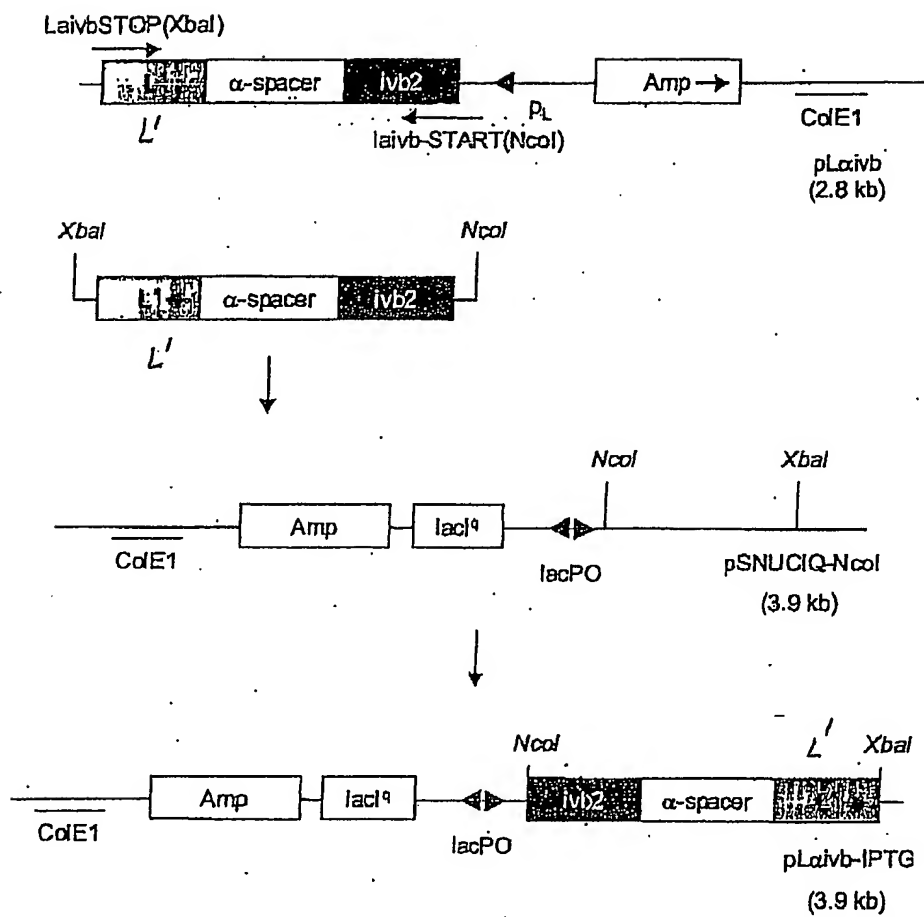 LaivbSTOP(XbaI)
α-spacer
ivb2
Amp
L'
PL
laivb-START(NcoI)
ColE1
pLαivb
(2.8 kb)
XbaI
NcoI
α-spacer
ivb2
L'
NcoI
XbaI
Amp
lacIq
ColE1
lacPO
pSNUCIQ-NcoI
(3.9 kb)
NcoI
L'
XbaI
Amp
lacIq
ivb2
α-spacer
ColE1
lacPO
pLαivb-IPTG
(3.9 kb)